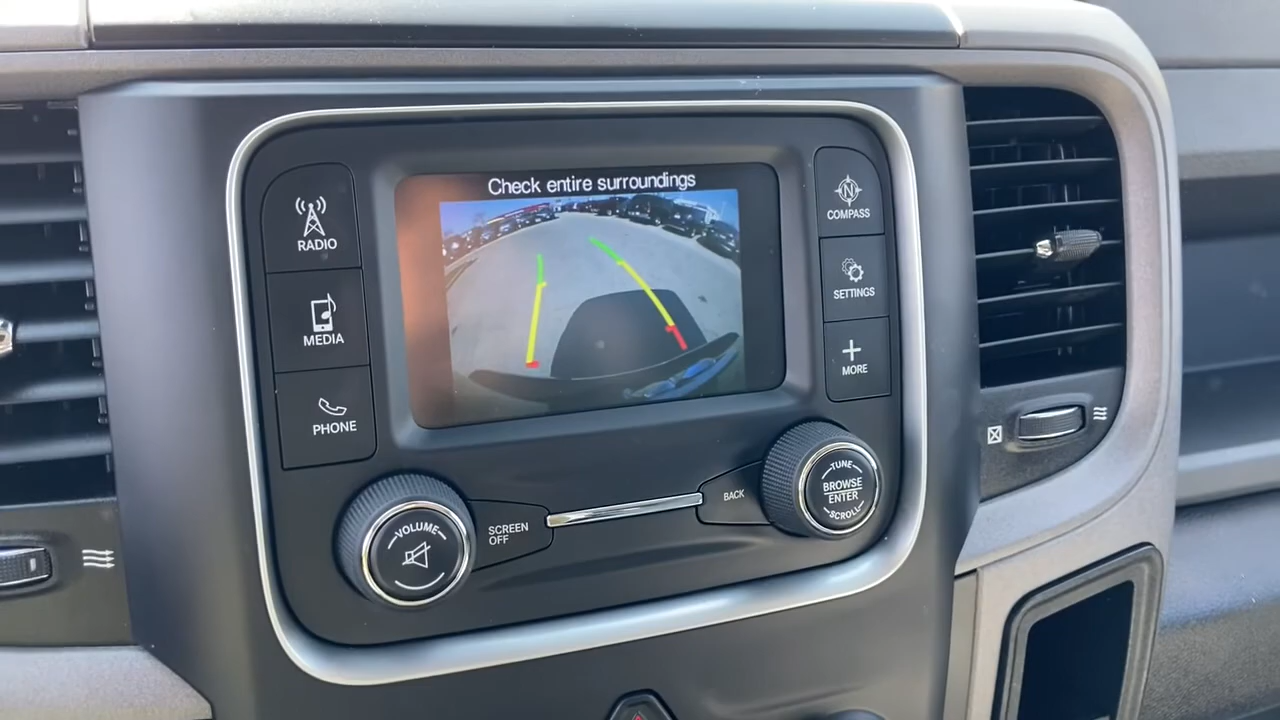 Check entire surroundings
RADIO
MEDIA
PHONE
N
COMPASS
SETTINGS
MORE
VOLUME
SCREEN
OFF
BACK
TUNE
BROWSE
ENTER
SCROLL